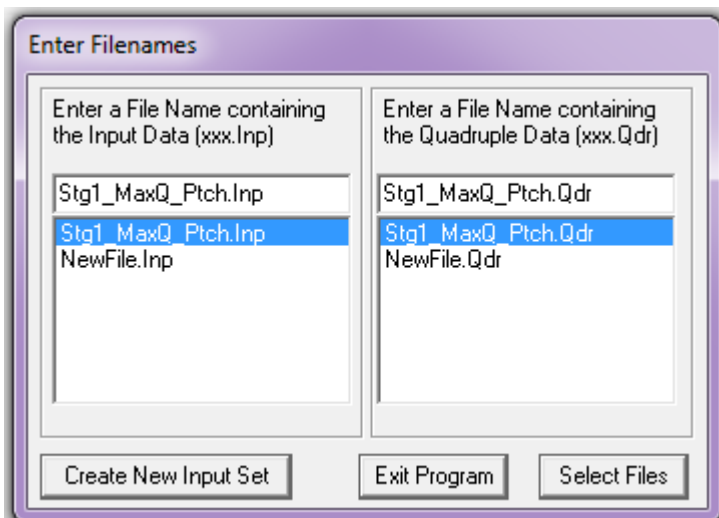 Enter Filenames
Enter a File Name containing
the Input Data (xxx.Inp)
Stg1_MaxQ_Ptch.Inp
Stg1_MaxQ_Ptch.Inp
NewFile.Inp
Enter a File Name containing
the Quadruple Data (xxx.Qdr)
Stg1_MaxQ_Ptch.Qdr
Stg1_MaxQ_Ptch.Qdr
NewFile.Qdr
Create New Input Set
Exit Program
Select Files